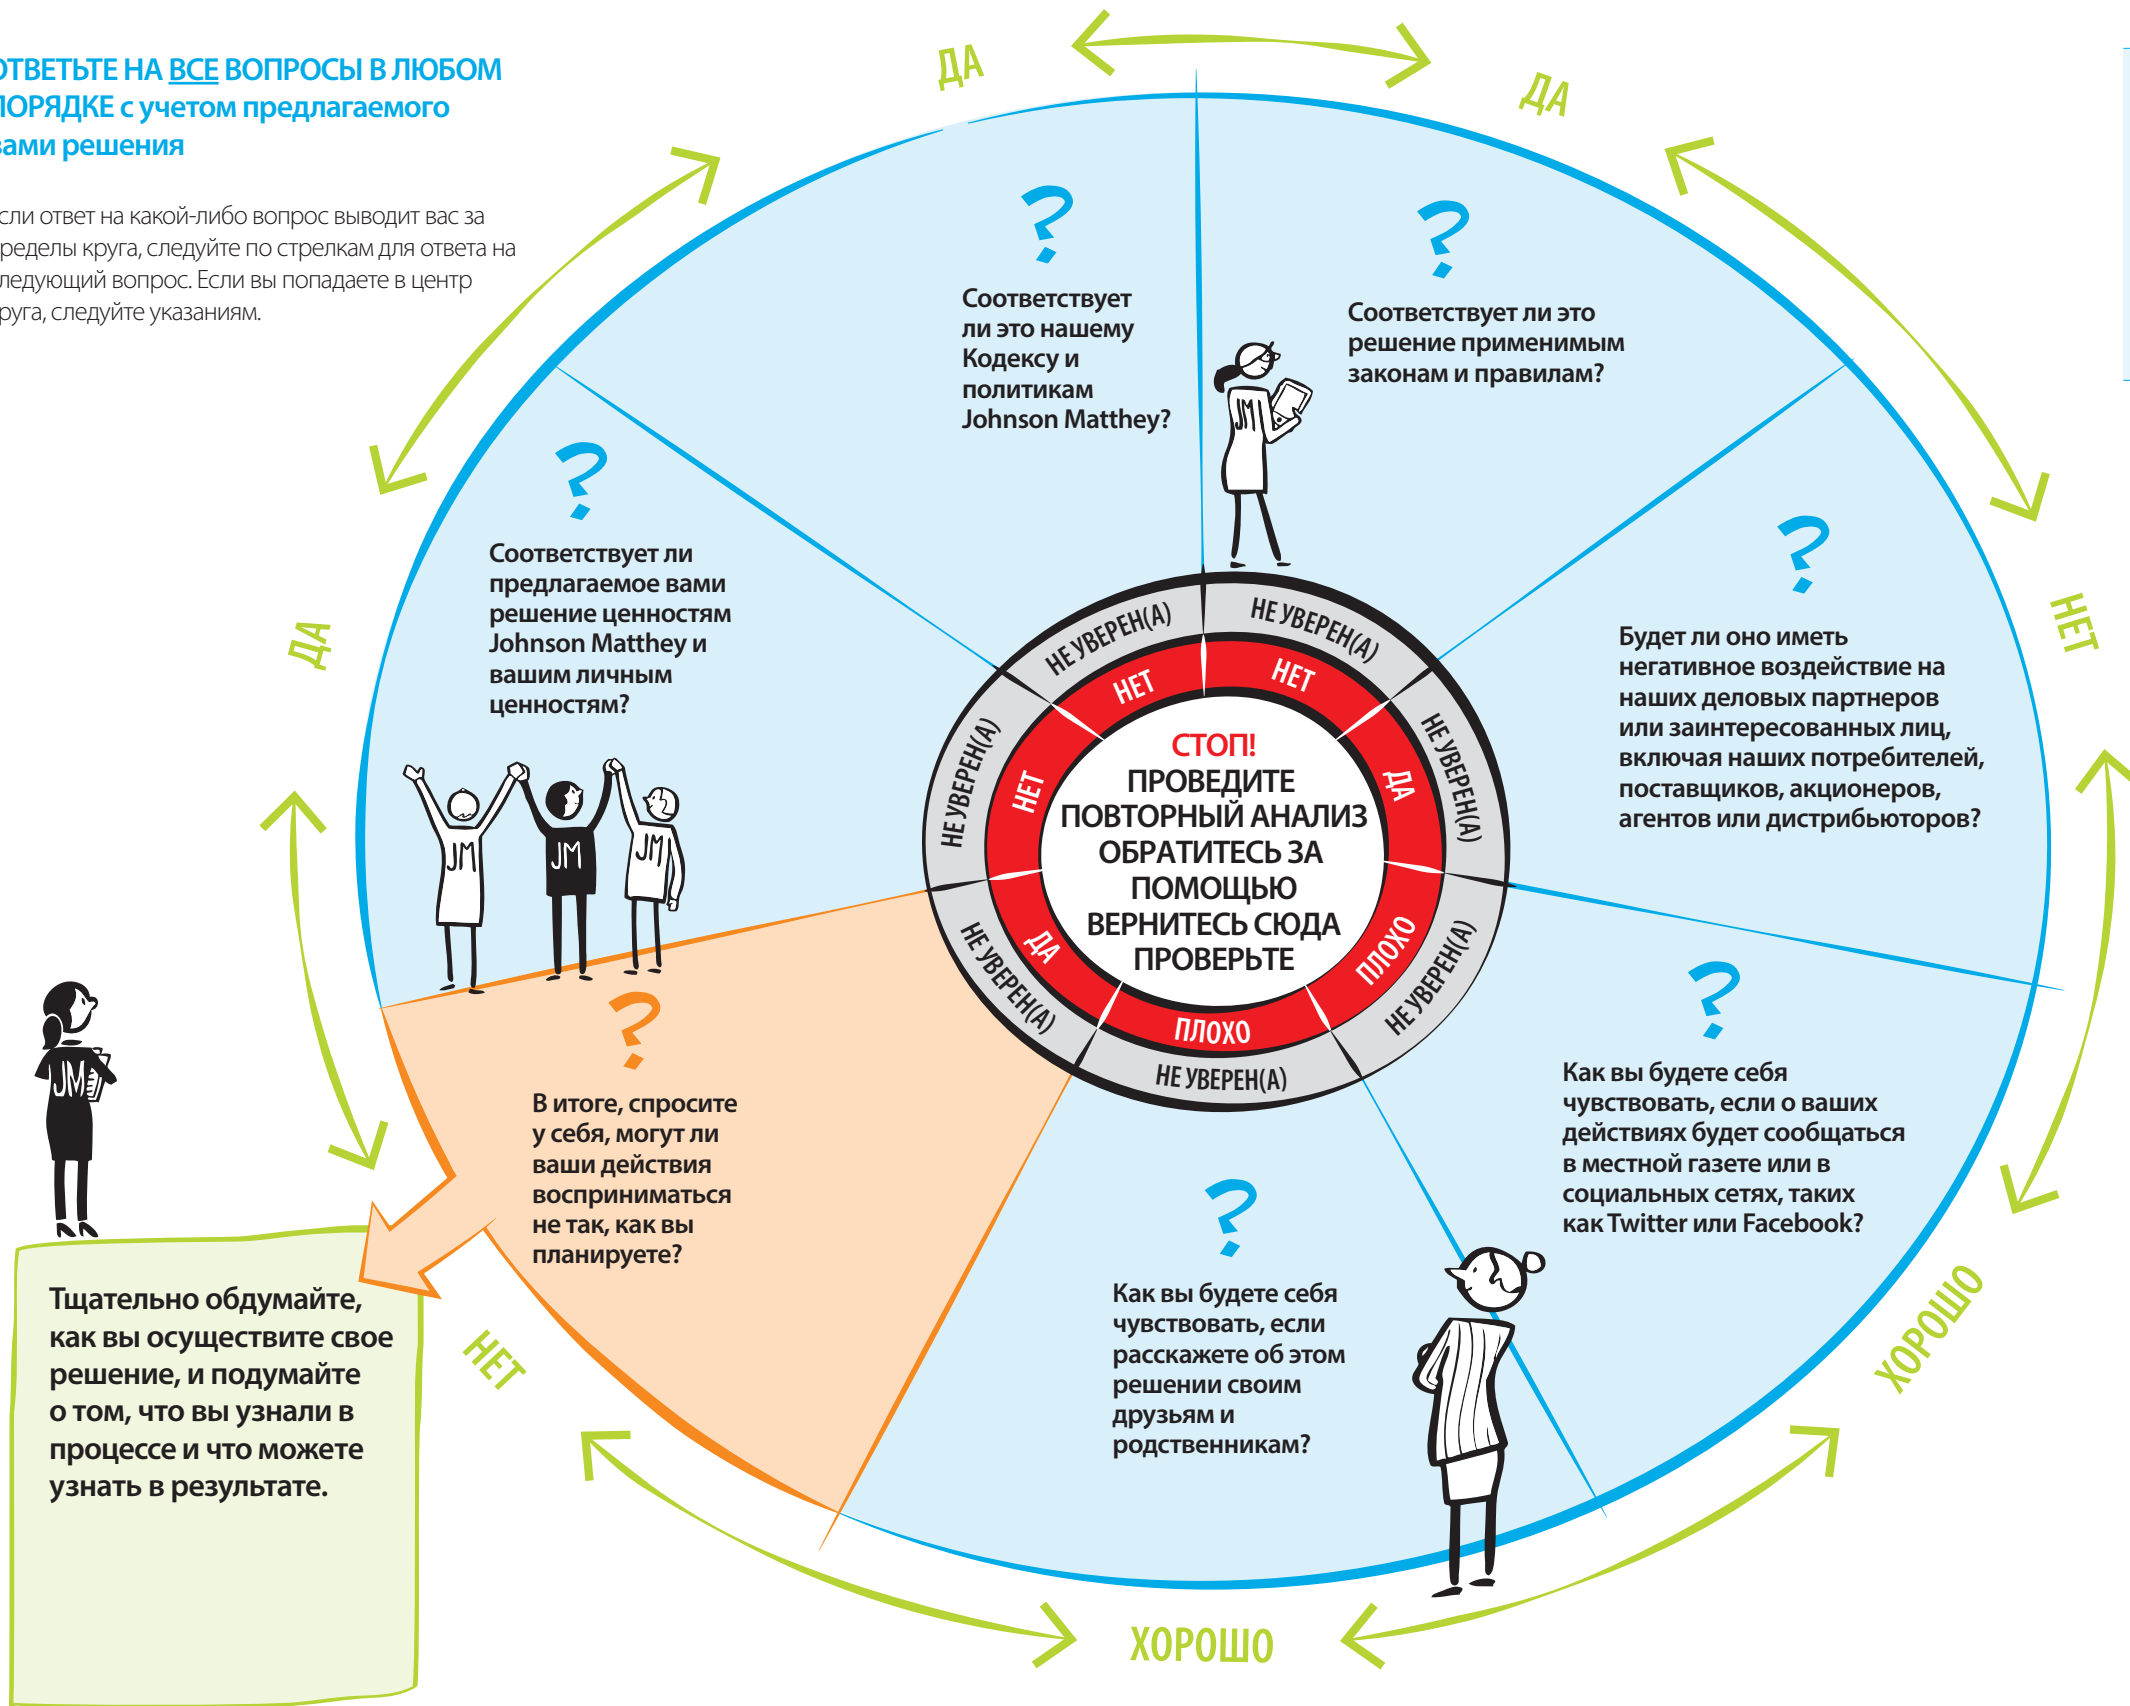 ОТВЕТЬТЕ НА ВСЕ ВОПРОСЫ В ЛЮБОМ
ПОРЯДКЕ с учетом предлагаемого
вами решения
если ответ на какой-либо вопрос выводит вас за
пределы круга, следуйте по стрелкам для ответа на
следующий вопрос. Если вы попадаете в центр
круга, следуйте указаниям.
ДА
ДА
ДА
НЕТ
ХОРОШО
ХОРОШО
НЕТ
Соответствует
ли это нашему
Кодексу и
политикам
Johnson Matthey?
Соответствует ли это
решение применимым
законам и правилам?
Будет ли оно иметь
негативное воздействие на
наших деловых партнеров
или заинтересованных лиц,
включая наших потребителей,
поставщиков, акционеров,
агентов или дистрибьюторов?
Как вы будете себя
чувствовать, если о ваших
действиях будет сообщаться
в местной газете или в
социальных сетях, таких
как Twitter или Facebook?
Как вы будете себя
чувствовать, если
расскажете об этом
решении своим
друзьям и
родственникам?
В итоге, спросите
у себя, могут ли
ваши действия
восприниматься
не так, как вы
планируете?
Соответствует ли
предлагаемое вами
решение ценностям
Johnson Matthey и
вашим личным
ценностям?
НЕ УВЕРЕН(А)
НЕ УВЕРЕН(А)
НЕ УВЕРЕН(А)
НЕ УВЕРЕН(А)
НЕ УВЕРЕН(А)
НЕ УВЕРЕН(А)
НЕ УВЕРЕН(А)
НЕТ
НЕТ
ДА
ПЛОХО
ПЛОХО
ДА
НЕТ
СТОП!
ПРОВЕДИТЕ
ПОВТОРНЫЙ АНАЛИЗ
ОБРАТИТЕСЬ ЗА
ПОМОЩЬЮ
ВЕРНИТЕСЬ СЮДА
ПРОВЕРЬТЕ
JM
JM
JM
JM
JM
Тщательно обдумайте,
как вы осуществите свое
решение, и подумайте
о том, что вы узнали в
процессе и что можете
узнать в результате.